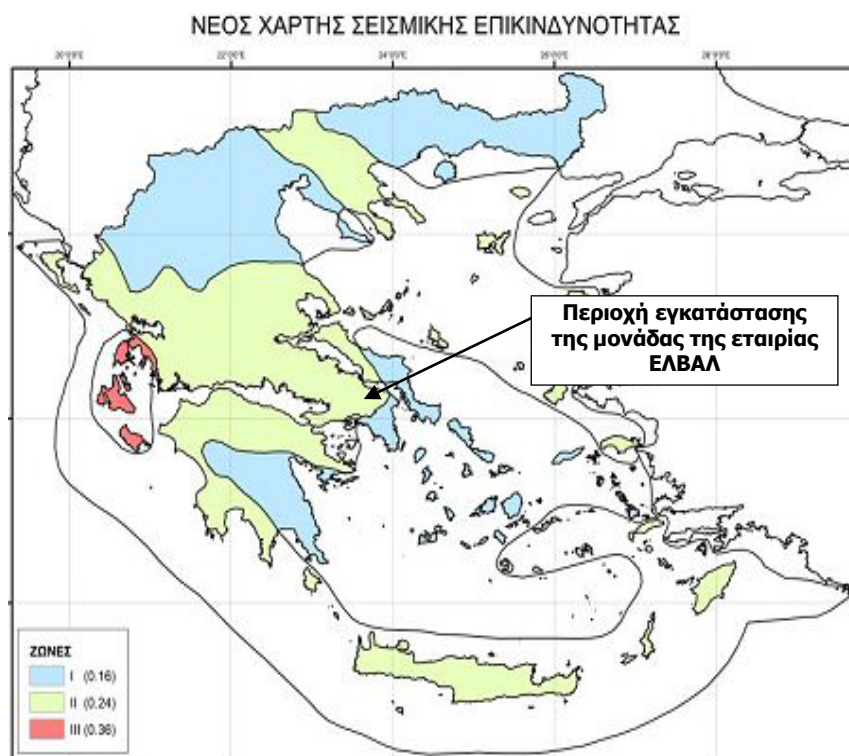 ΝΕΟΣ ΧΑΡΤΗΣ ΣΕΙΣΜΙΚΗΣ ΕΠΙΚΙΝΔΥΝΟΤΗΤΑΣ
Περιοχή εγκατάστασης
της μονάδας της εταιρίας
ΕΛΒΑΛ
ΖΩΝΕΣ
I (0.16)
II (0.24)
III (0.36)